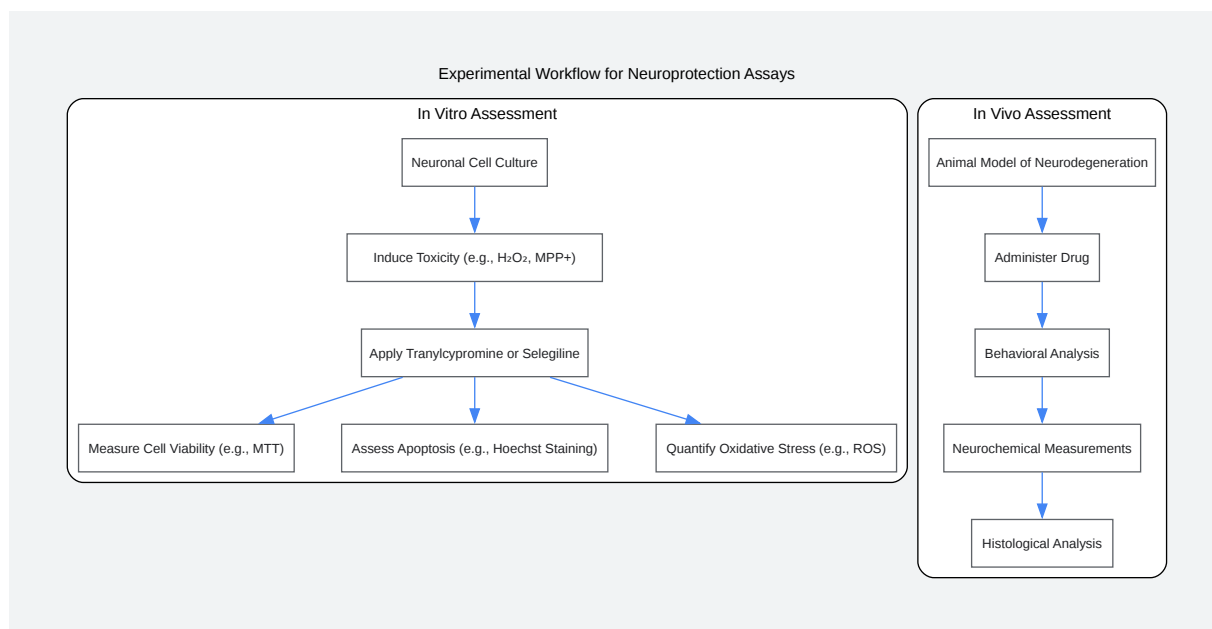 Experimental Workflow for Neuroprotection Assays
In Vitro Assessment
Neuronal Cell Culture
Induce Toxicity (e.g., H₂O₂, MPP+)
Apply Tranylcypromine or Selegiline
Measure Cell Viability (e.g., MTT)
Assess Apoptosis (e.g., Hoechst Staining)
Quantify Oxidative Stress (e.g., ROS)
In Vivo Assessment
Animal Model of Neurodegeneration
Administer Drug
Behavioral Analysis
Neurochemical Measurements
Histological Analysis